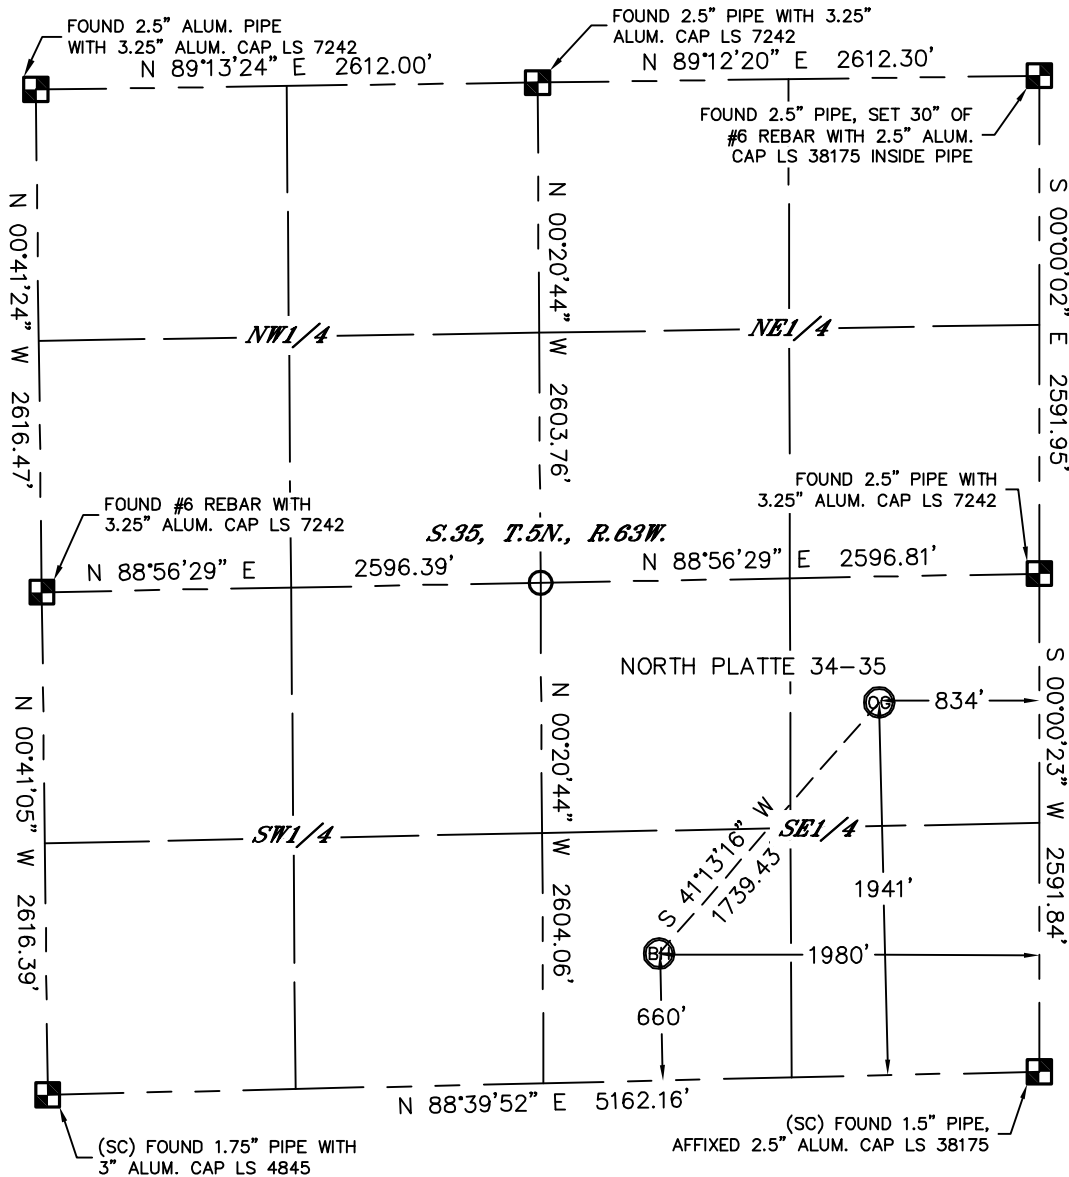 FOUND 2.5" ALUM. PIPE
WITH 3.25" ALUM. CAP LS 7242
N 89°13'24" E 2612.00'
FOUND 2.5" PIPE WITH 3.25"
ALUM. CAP LS 7242
N 89°12'20" E 2612.30'
FOUND 2.5" PIPE, SET 30" OF
#6 REBAR WITH 2.5" ALUM.
CAP LS 38175 INSIDE PIPE
N 00°41'24" W 2616.47'
N 00°20'44" W 2603.76'
S 00°00'02" E 2591.95'
NW1/4
NE1/4
FOUND #6 REBAR WITH
3.25" ALUM. CAP LS 7242
FOUND 2.5" PIPE WITH
3.25" ALUM. CAP LS 7242
S.35, T.5N., R.63W.
N 88°56'29" E 2596.39'
N 88°56'29" E 2596.81'
NORTH PLATTE 34-35
OG
834'
N 00°41'05" W 2616.39'
N 00°20'44" W 2604.06'
S 00°00'23" W 2591.84'
SW1/4
SE1/4
S 41°13'16" W
1739.43
1941'
BH
1980'
660'
N 88°39'52" E 5162.16'
(SC) FOUND 1.75" PIPE WITH
3" ALUM. CAP LS 4845
(SC) FOUND 1.5" PIPE,
AFFIXED 2.5" ALUM. CAP LS 38175